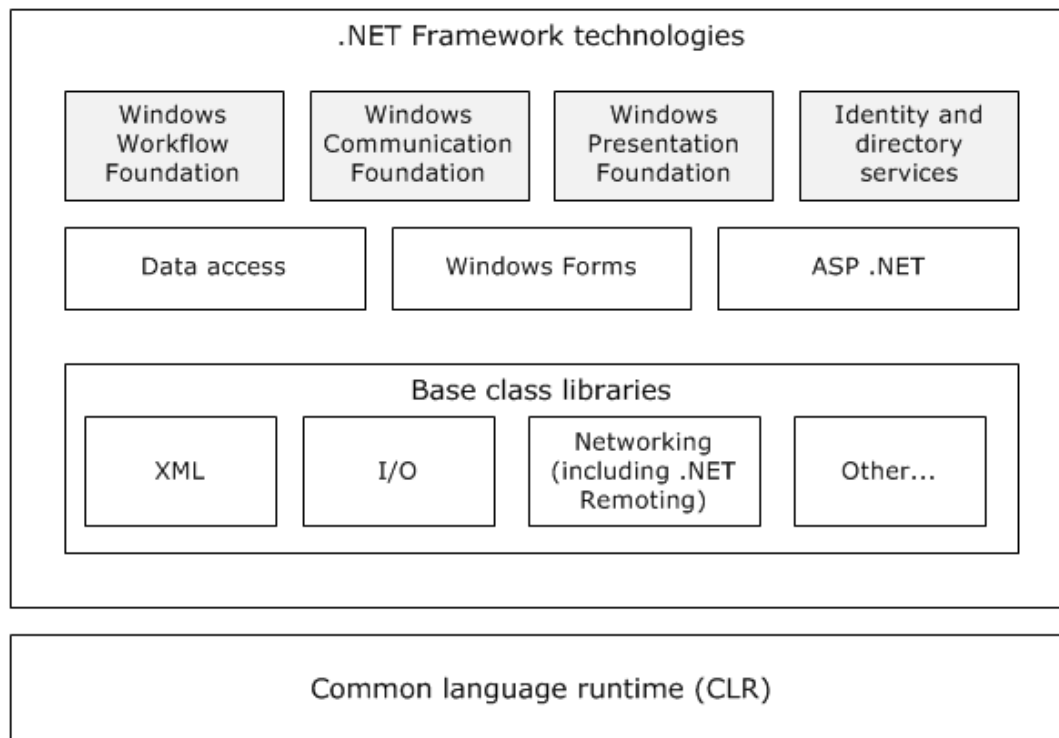 .NET Framework technologies
Windows
Workflow
Foundation
Windows
Communication
Foundation
Windows
Presentation
Foundation
Identity and
directory
services
Data access
Windows Forms
ASP .NET
Base class libraries
XML
I/O
Networking
(including .NET
Remoting)
Other...
Common language runtime (CLR)